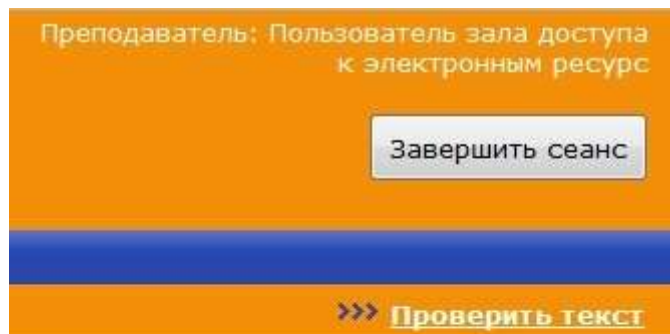 Преподаватель: Пользователь зала доступа
к электронным ресурс
Завершить сеанс
>>> Проверить текст